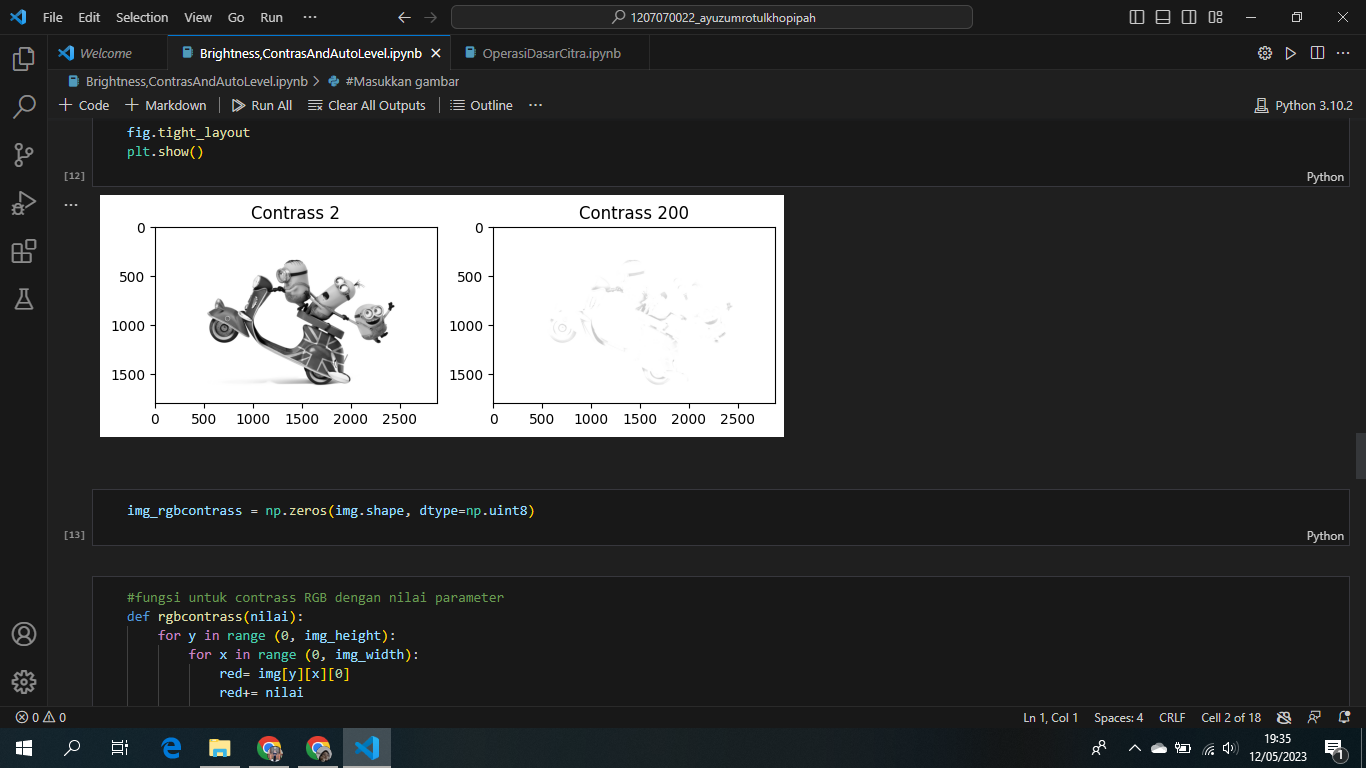 File Edit Selection View Go Run ··· 1207070022_ayuzumrotulkhopipah
Welcome Brightness,ContrasAndAutoLevel.ipynb OperasiDasarCitra.ipynb
Brightness,ContrasAndAutoLevel.ipynb > #Masukkan gambar
+ Code + Markdown Run All Clear All Outputs Outline ··· Python 3.10.2
fig.tight_layout
plt.show()
[12] Python
Contrass 2 Contrass 200
0 0
500 500
1000 1000
1500 1500
0 500 1000 1500 2000 2500 0 500 1000 1500 2000 2500
img_rgbcontrass = np.zeros(img.shape, dtype=np.uint8)
[13] Python
#fungsi untuk contrass RGB dengan nilai parameter
def rgbcontrass(nilai):
for y in range (0, img_height):
for x in range (0, img_width):
red= img[y][x][0]
red+= nilai
0 0 Ln 1, Col 1 Spaces: 4 CRLF Cell 2 of 18
19:35
12/05/2023 1